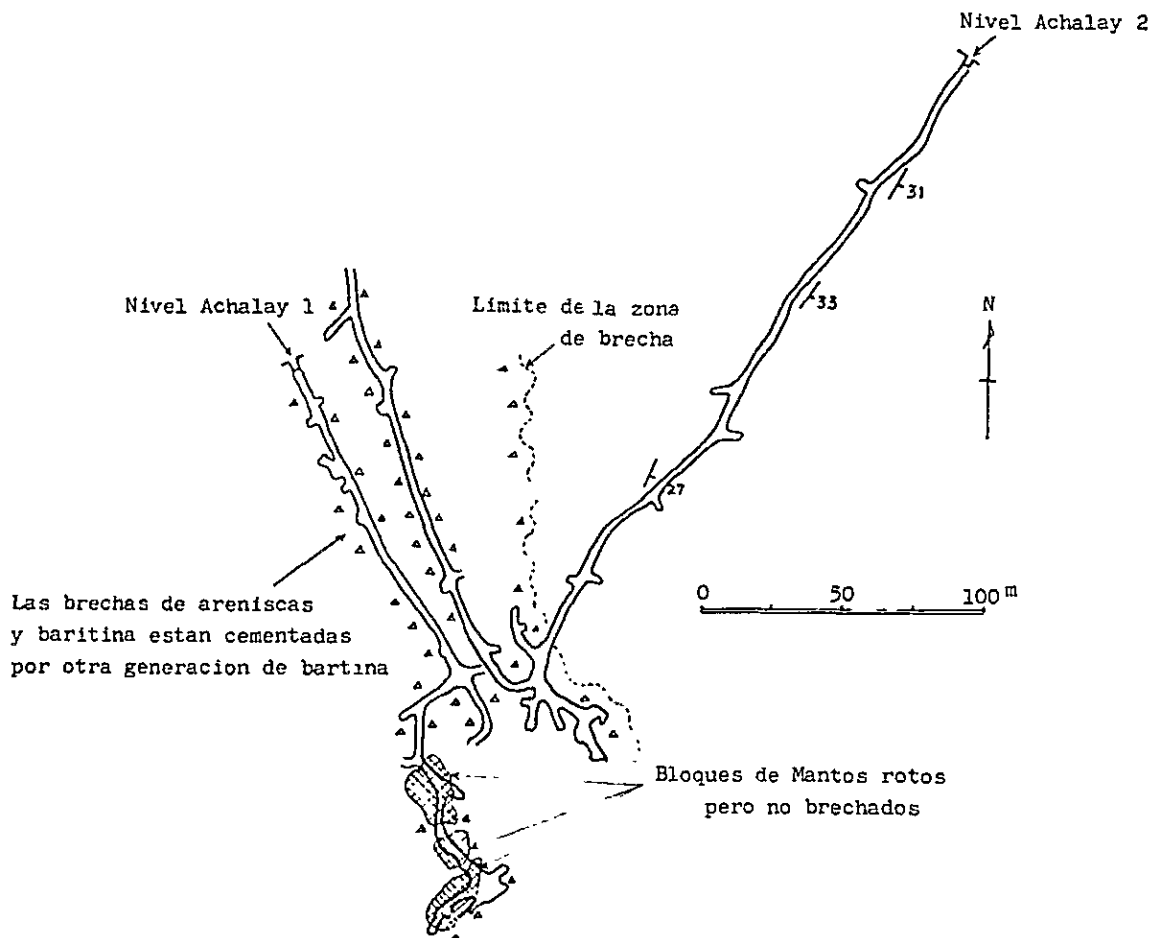 Nivel Achalay 2
31
33
Nivel Achalay 1
Límite de la zona
de brecha
N
27
0 50 100 m
Las brechas de areniscas
y baritina estan cementadas
por otra generacion de bartina
Bloques de Mantos rotos
pero no brechados